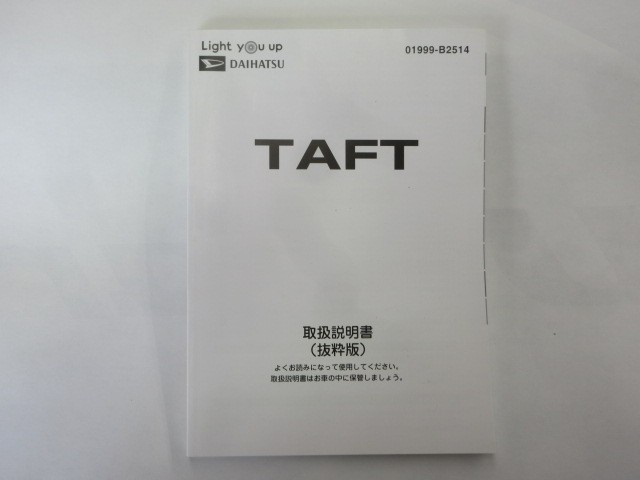 Light you up
01999-B2514
DAIHATSU
TAFT
取扱説明書
（抜粋版）
よくお読みになって使用してください。
取扱説明書はお車の中に保管しましょう。